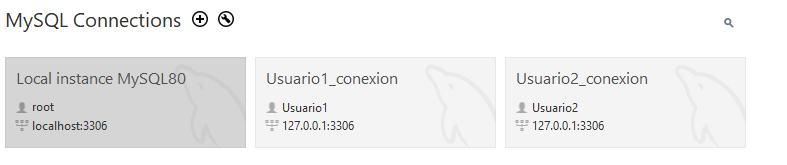 MySQL Connections
Local instance MySQL80
root
localhost:3306
Usuario1_conexion
Usuario1
127.0.0.1:3306
Usuario2_conexion
Usuario2
127.0.0.1:3306